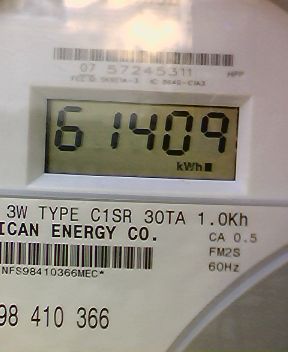 07 57245311 HPP
61409
kWh
3W TYPE C1SR 30TA 1.0Kh
ICAN ENERGY CO.
CA 0.5
FM2S
60Hz
NFS98410366MEC*
98 410 366